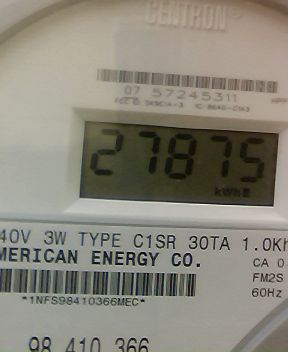 CENTRON®
07 57245311
27875
kWh
40V 3W TYPE C1SR 30TA 1.0Kh
MERICAN ENERGY CO.
CA 0
FM2S
60Hz
*1NFS98410366MEC*
98 410 366